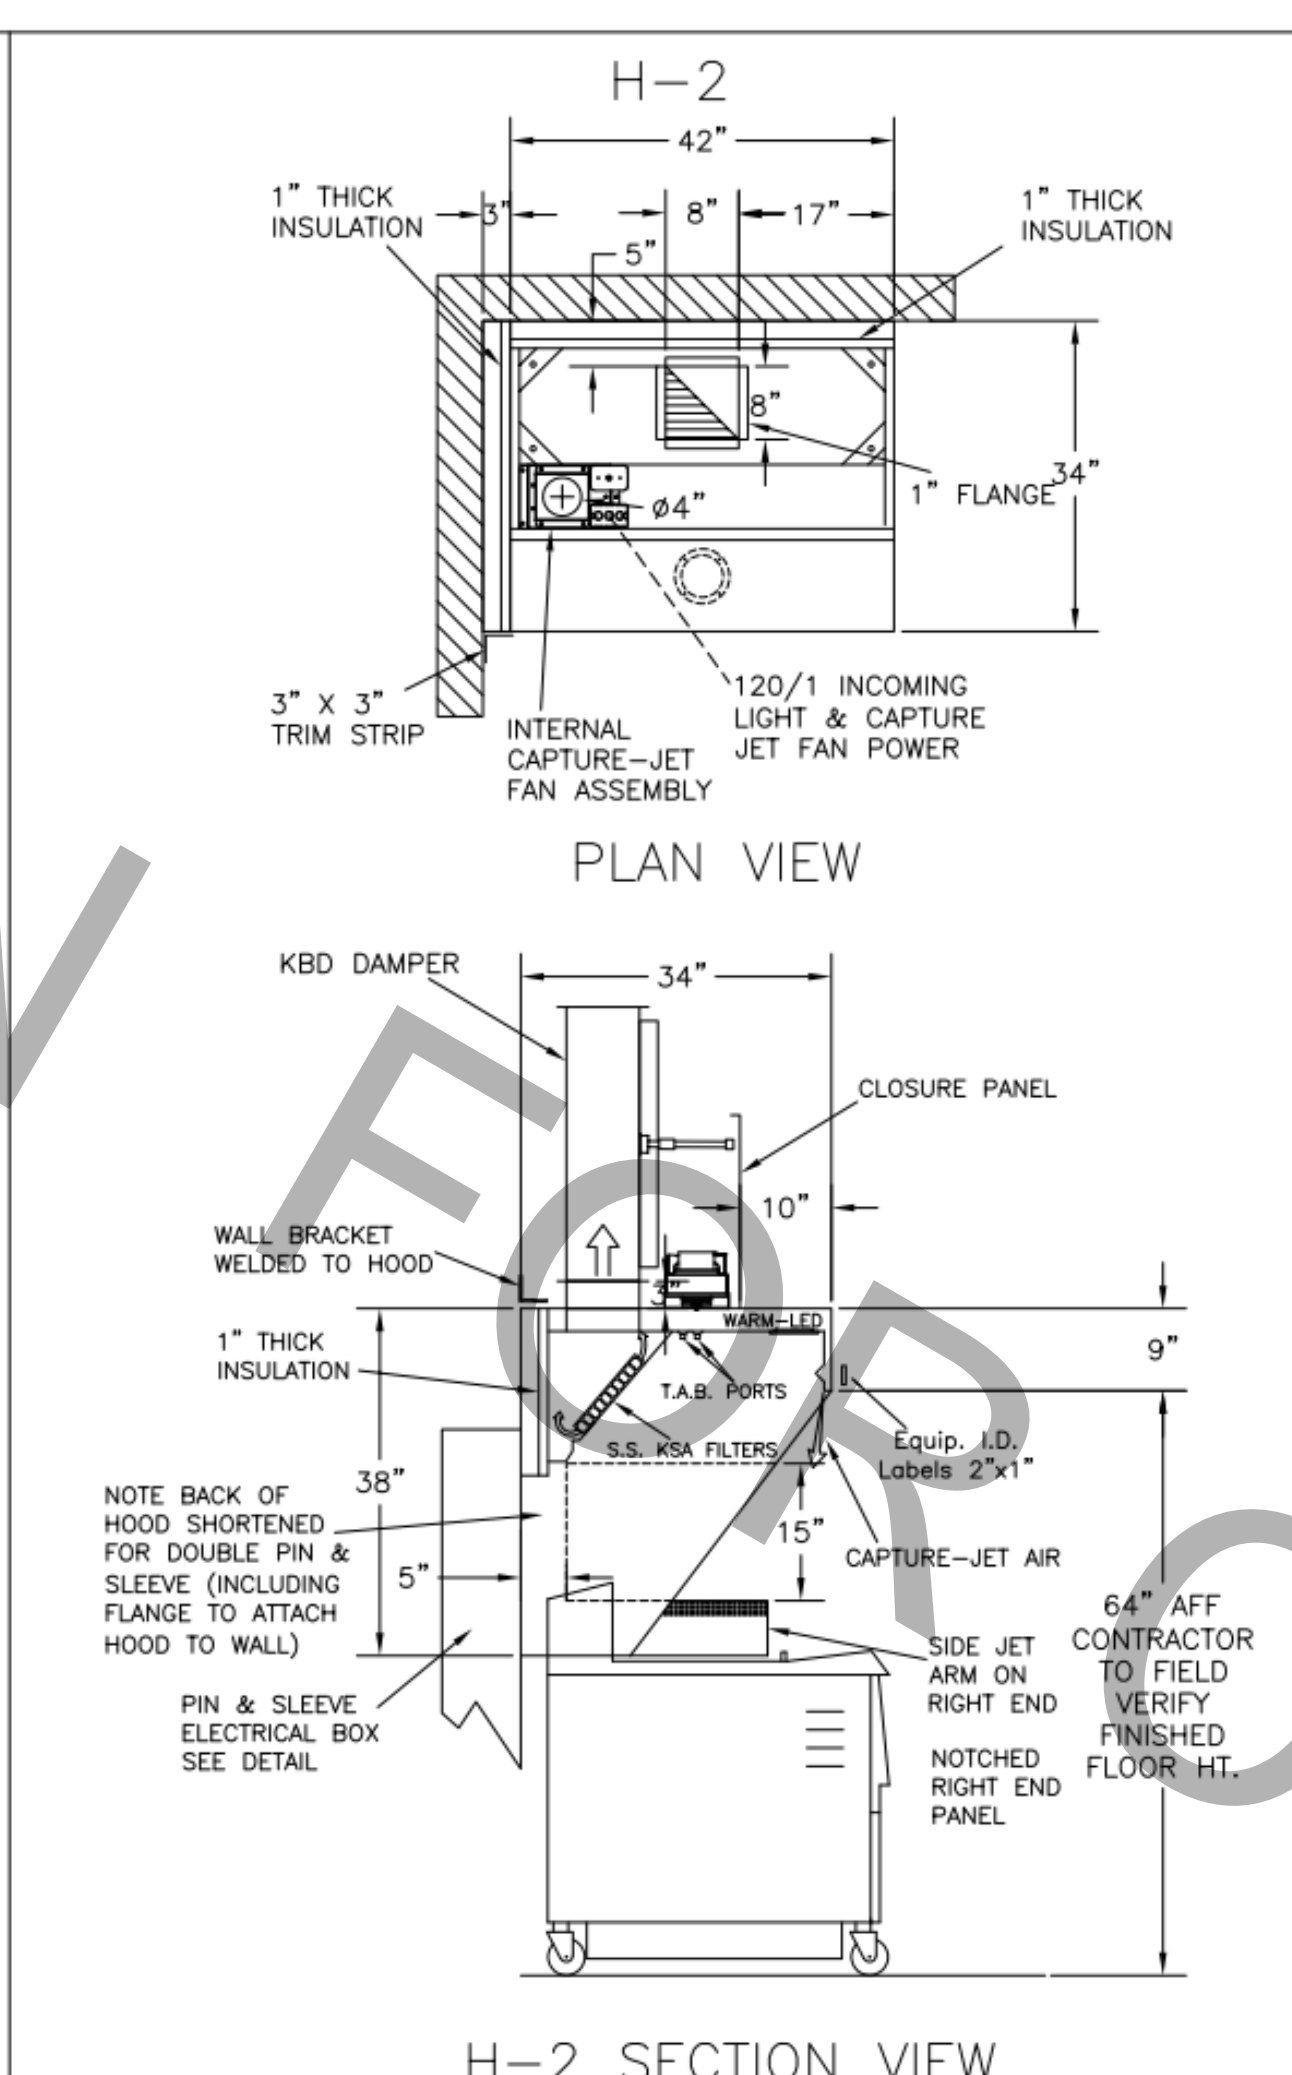 H-2
42"
1" THICK
INSULATION
3"
8"
17"
1" THICK
INSULATION
5"
8"
34"
1" FLANGE
Ø4"
3" X 3"
TRIM STRIP
INTERNAL
CAPTURE-JET
FAN ASSEMBLY
120/1 INCOMING
LIGHT & CAPTURE
JET FAN POWER
PLAN VIEW
KBD DAMPER
34"
CLOSURE PANEL
10"
WALL BRACKET
WELDED TO HOOD
3"
WARM-LED
1" THICK
INSULATION
9"
T.A.B. PORTS
S.S. KSA FILTERS
Equip. I.D.
Labels 2"x1"
38"
NOTE BACK OF
HOOD SHORTENED
FOR DOUBLE PIN &
SLEEVE (INCLUDING
FLANGE TO ATTACH
HOOD TO WALL)
15"
5"
CAPTURE-JET AIR
64" AFF
CONTRACTOR
TO FIELD
VERIFY
FINISHED
FLOOR HT.
SIDE JET
ARM ON
RIGHT END
PIN & SLEEVE
ELECTRICAL BOX
SEE DETAIL
NOTCHED
RIGHT END
PANEL
H-2 SECTION VIEW
FOR